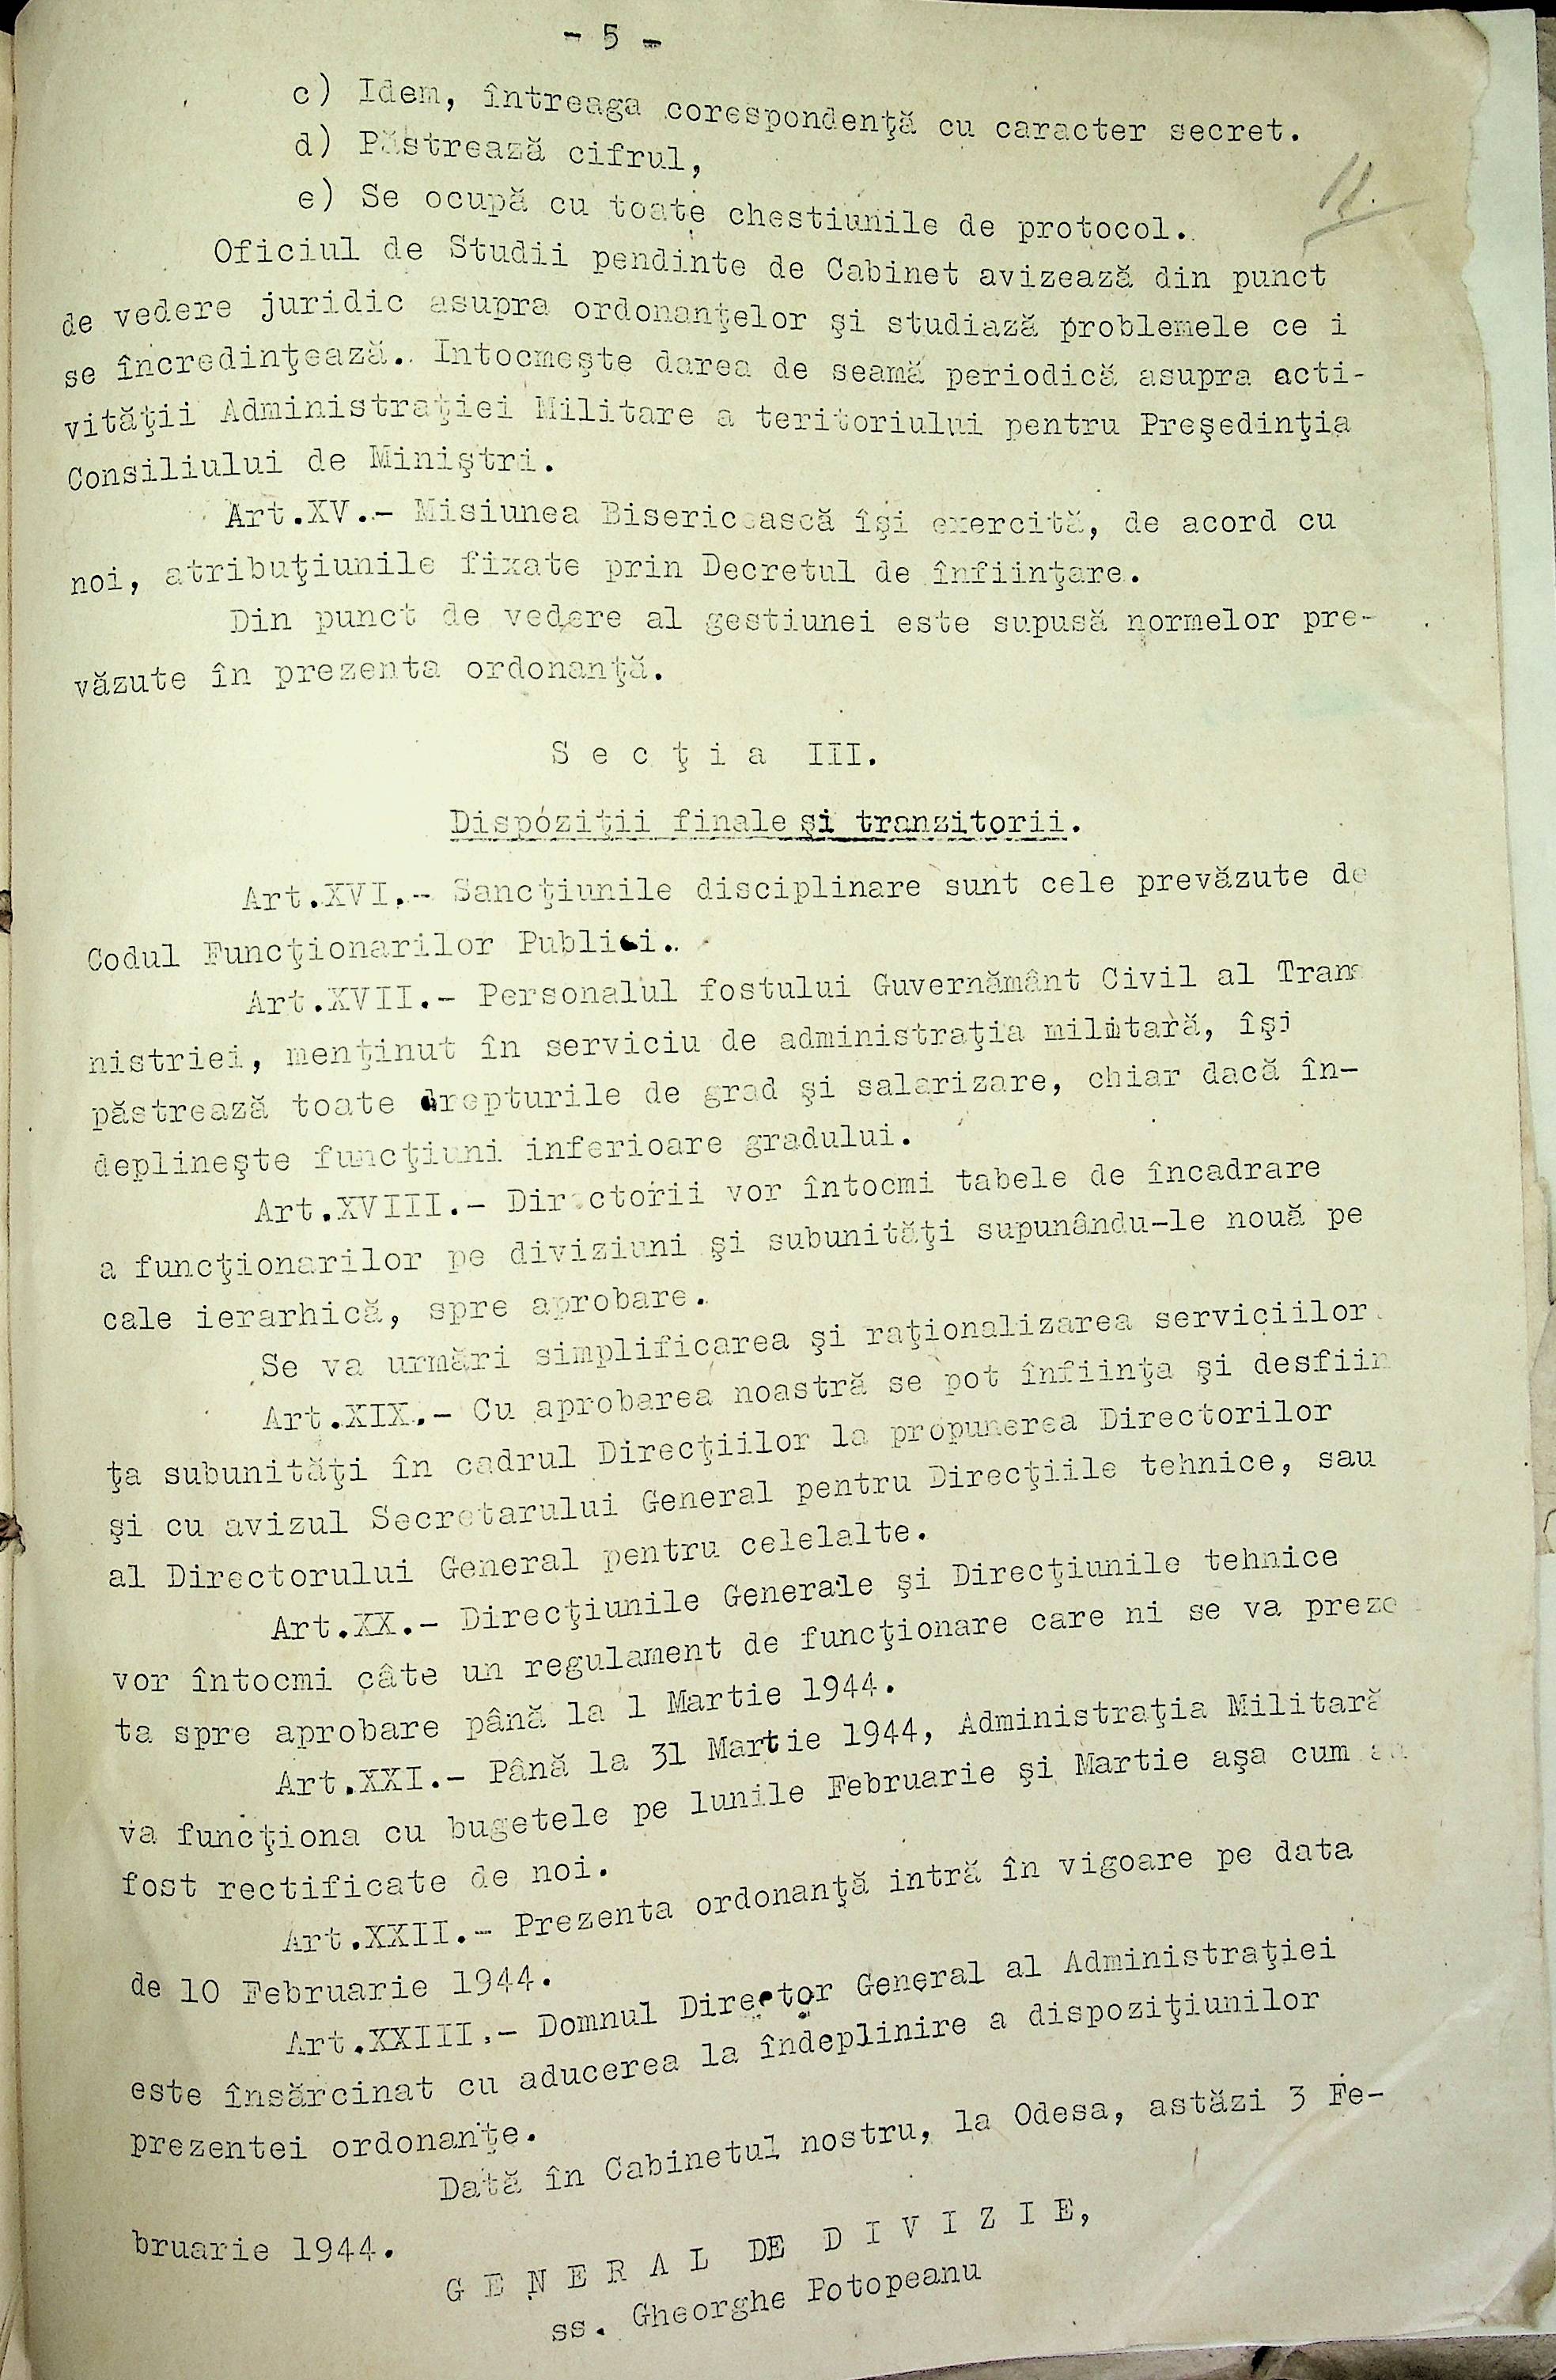 - 5 -
c) Idem, întreaga corespondenţă cu caracter secret.
d) Păstrează cifrul,
e) Se ocupă cu toate chestiunile de protocol.
Oficiul de Studii pendinte de Cabinet avizează din punct
de vedere juridic asupra ordonanţelor şi studiază problemele ce i
se încredinţează. Intocmeşte darea de seamă periodică asupra acti-
vităţii Administraţiei Militare a teritoriului pentru Preşedinţia
Consiliului de Miniştri.
Art.XV.- Misiunea Bisericească îşi exercită, de acord cu
noi, atribuţiunile fixate prin Decretul de înfiinţare.
Din punct de vedere al gestiunei este supusă normelor pre-
văzute în prezenta ordonanţă.
S e c ţ i a III.
Dispoziţii finale şi tranzitorii.
Art.XVI.- Sancţiunile disciplinare sunt cele prevăzute de
Codul Funcţionarilor Publici.
Art.XVII.- Personalul fostului Guvernământ Civil al Trans
nistriei, menţinut în serviciu de administraţia militară, îşi
păstrează toate drepturile de grad şi salarizare, chiar dacă în-
deplineşte funcţiuni inferioare gradului.
Art.XVIII.- Directorii vor întocmi tabele de încadrare
a funcţionarilor pe diviziuni şi subunităţi supunându-le nouă pe
cale ierarhică, spre aprobare.
Se va urmări simplificarea şi raţionalizarea serviciilor.
Art.XIX.- Cu aprobarea noastră se pot înfiinţa şi desfiin
ţa subunităţi în cadrul Direcţiilor la propunerea Directorilor
şi cu avizul Secretarului General pentru Direcţiile tehnice, sau
al Directorului General pentru celelalte.
Art.XX.- Direcţiunile Generale şi Direcţiunile tehnice
vor întocmi câte un regulament de funcţionare care ni se va preze
ta spre aprobare până la 1 Martie 1944.
Art.XXI.- Până la 31 Martie 1944, Administraţia Militară
va funcţiona cu bugetele pe lunile Februarie şi Martie aşa cum au
fost rectificate de noi.
Art.XXII.- Prezenta ordonanţă intră în vigoare pe data
de 10 Februarie 1944.
Art.XXIII.- Domnul Director General al Administraţiei
este însărcinat cu aducerea la îndeplinire a dispoziţiunilor
prezentei ordonanţe.
Dată în Cabinetul nostru, la Odesa, astăzi 3 Fe-
bruarie 1944.
G E N E R A L DE D I V I Z I E,
ss. Gheorghe Potopeanu